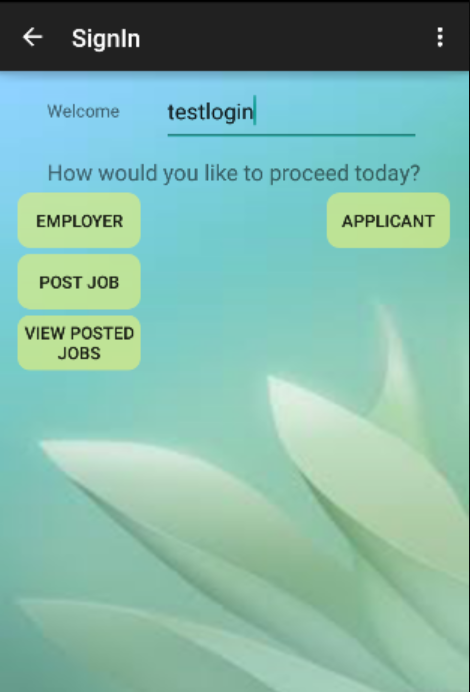 SignIn
Welcome testlogin
How would you like to proceed today?
EMPLOYER APPLICANT
POST JOB
VIEW POSTED
JOBS